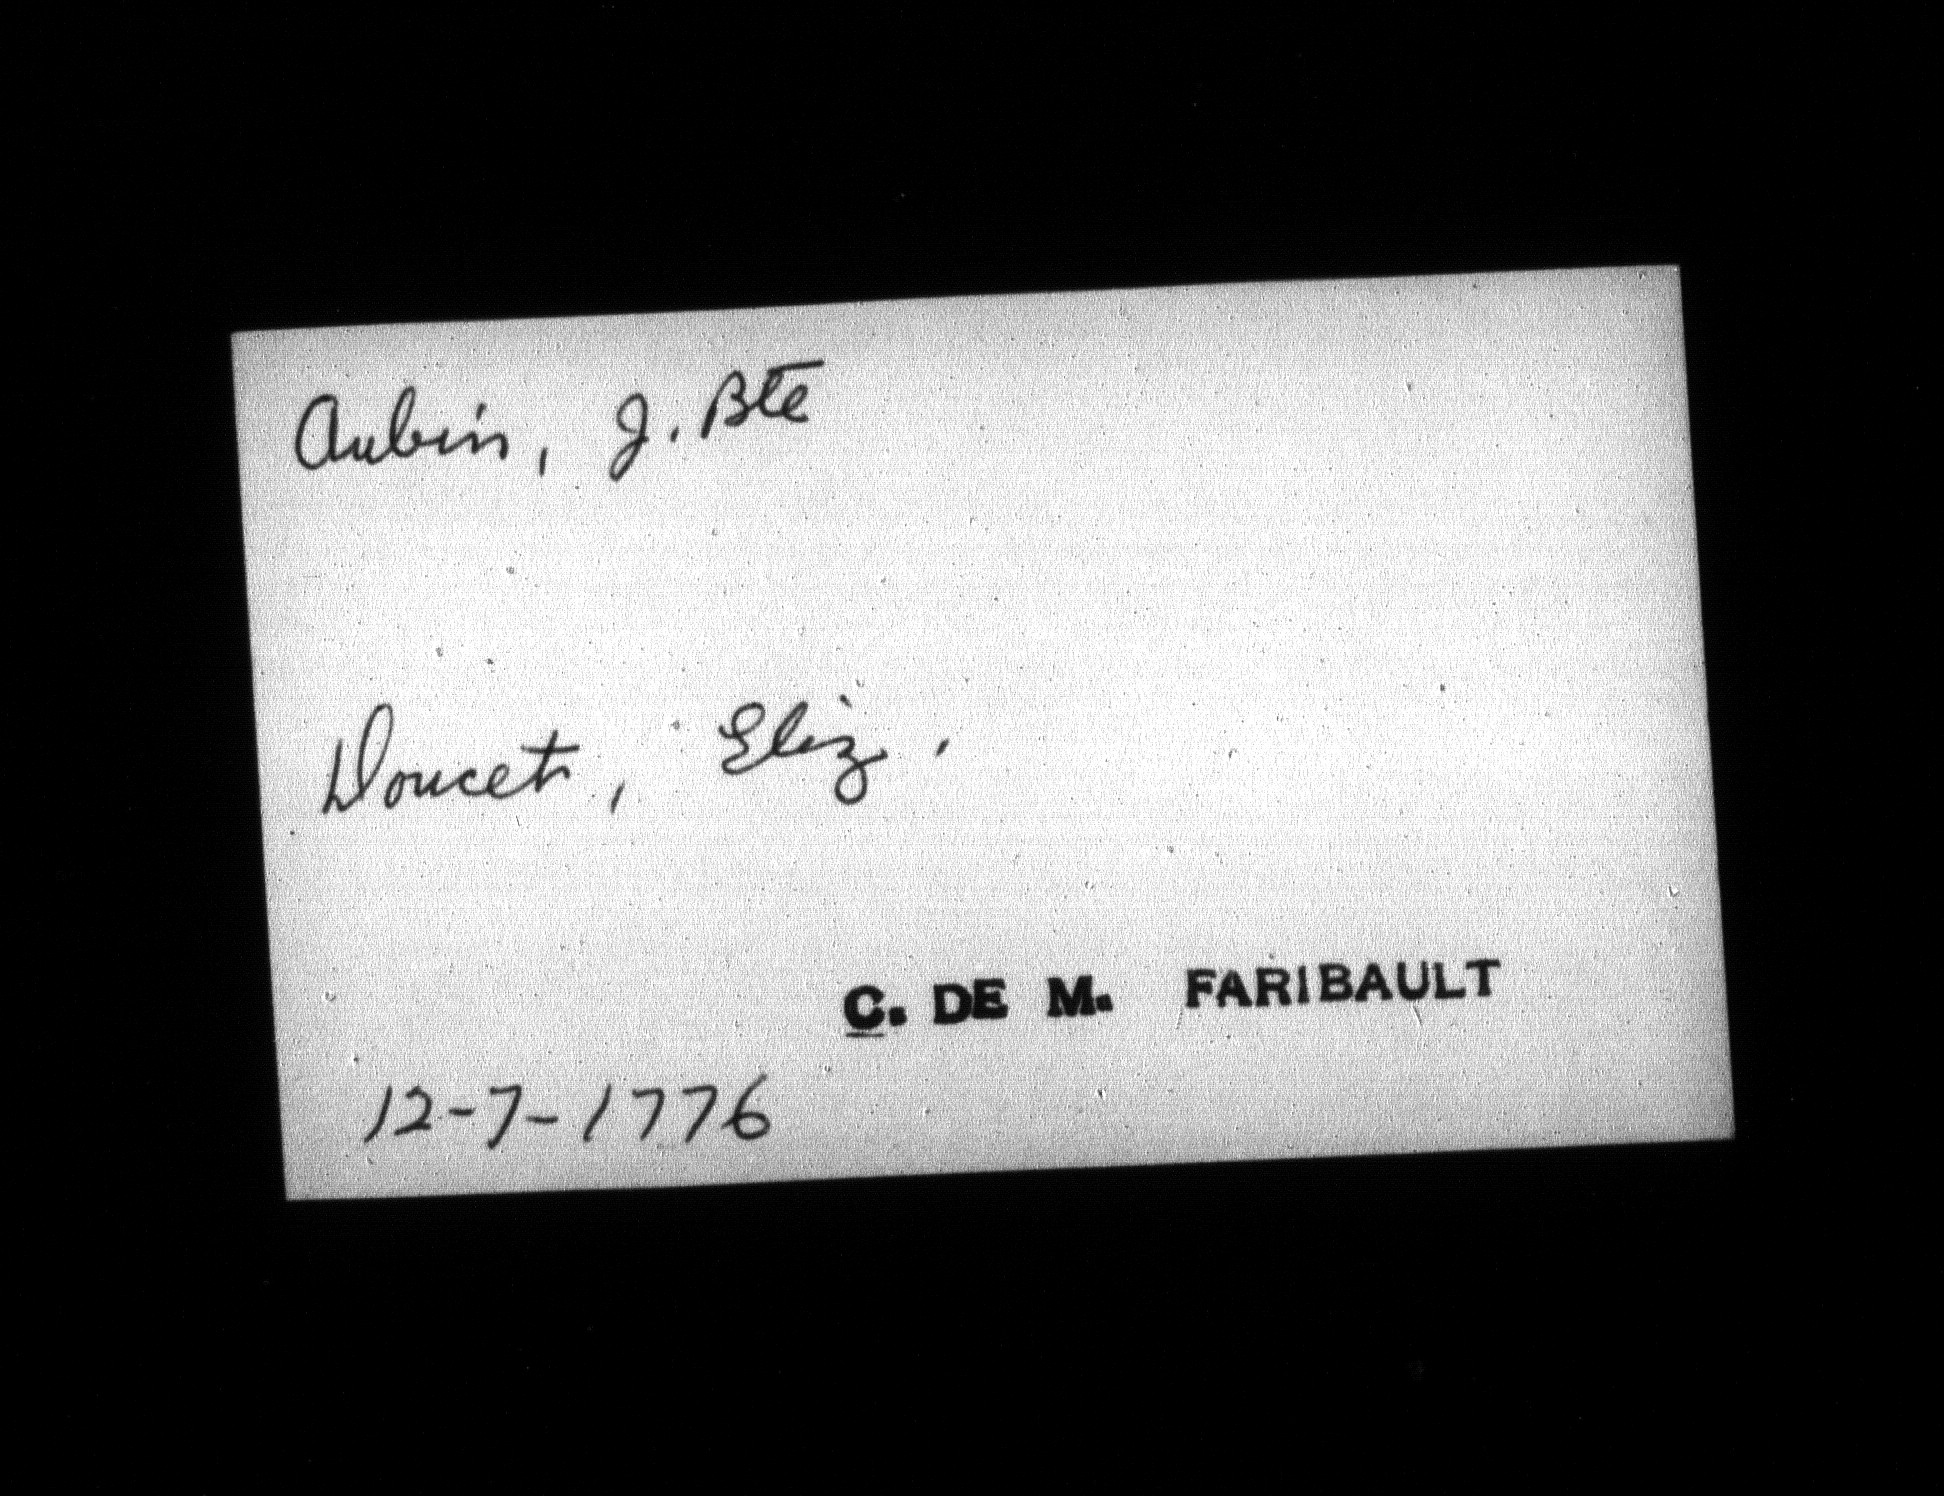 Aubin, J. Bte
Doucet, Eliz.
C. DE M. FARIBAULT
12-7-1776